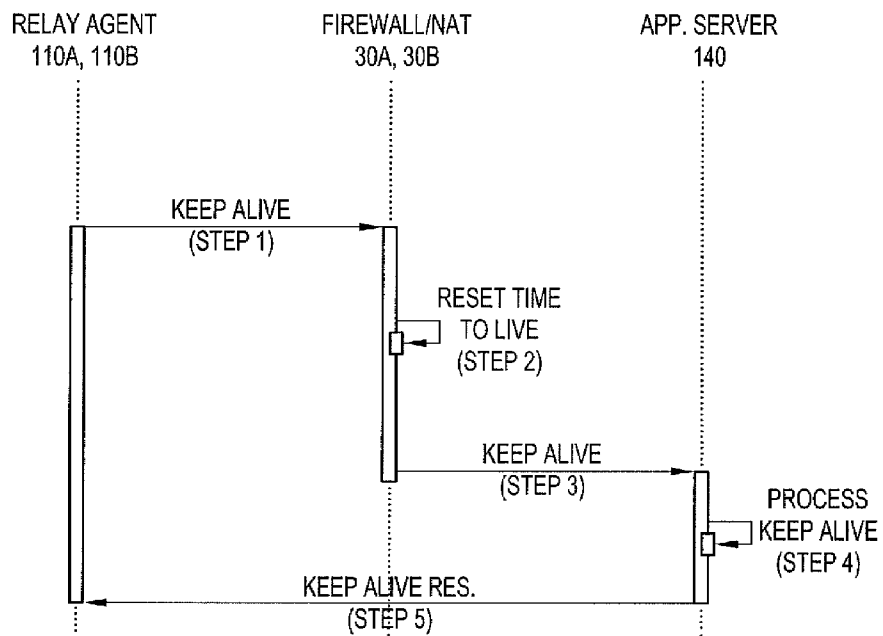 RELAY AGENT
110A, 110B
FIREWALL/NAT
30A, 30B
APP. SERVER
140
KEEP ALIVE
(STEP 1)
RESET TIME
TO LIVE
(STEP 2)
KEEP ALIVE
(STEP 3)
PROCESS
KEEP ALIVE
(STEP 4)
KEEP ALIVE RES.
(STEP 5)